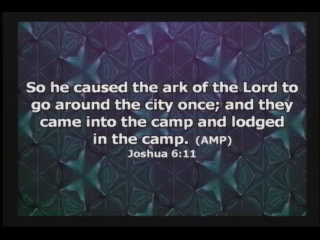 So he caused the ark of the Lord to
go around the city once; and they
came into the camp and lodged
in the camp. (AMP)
Joshua 6:11